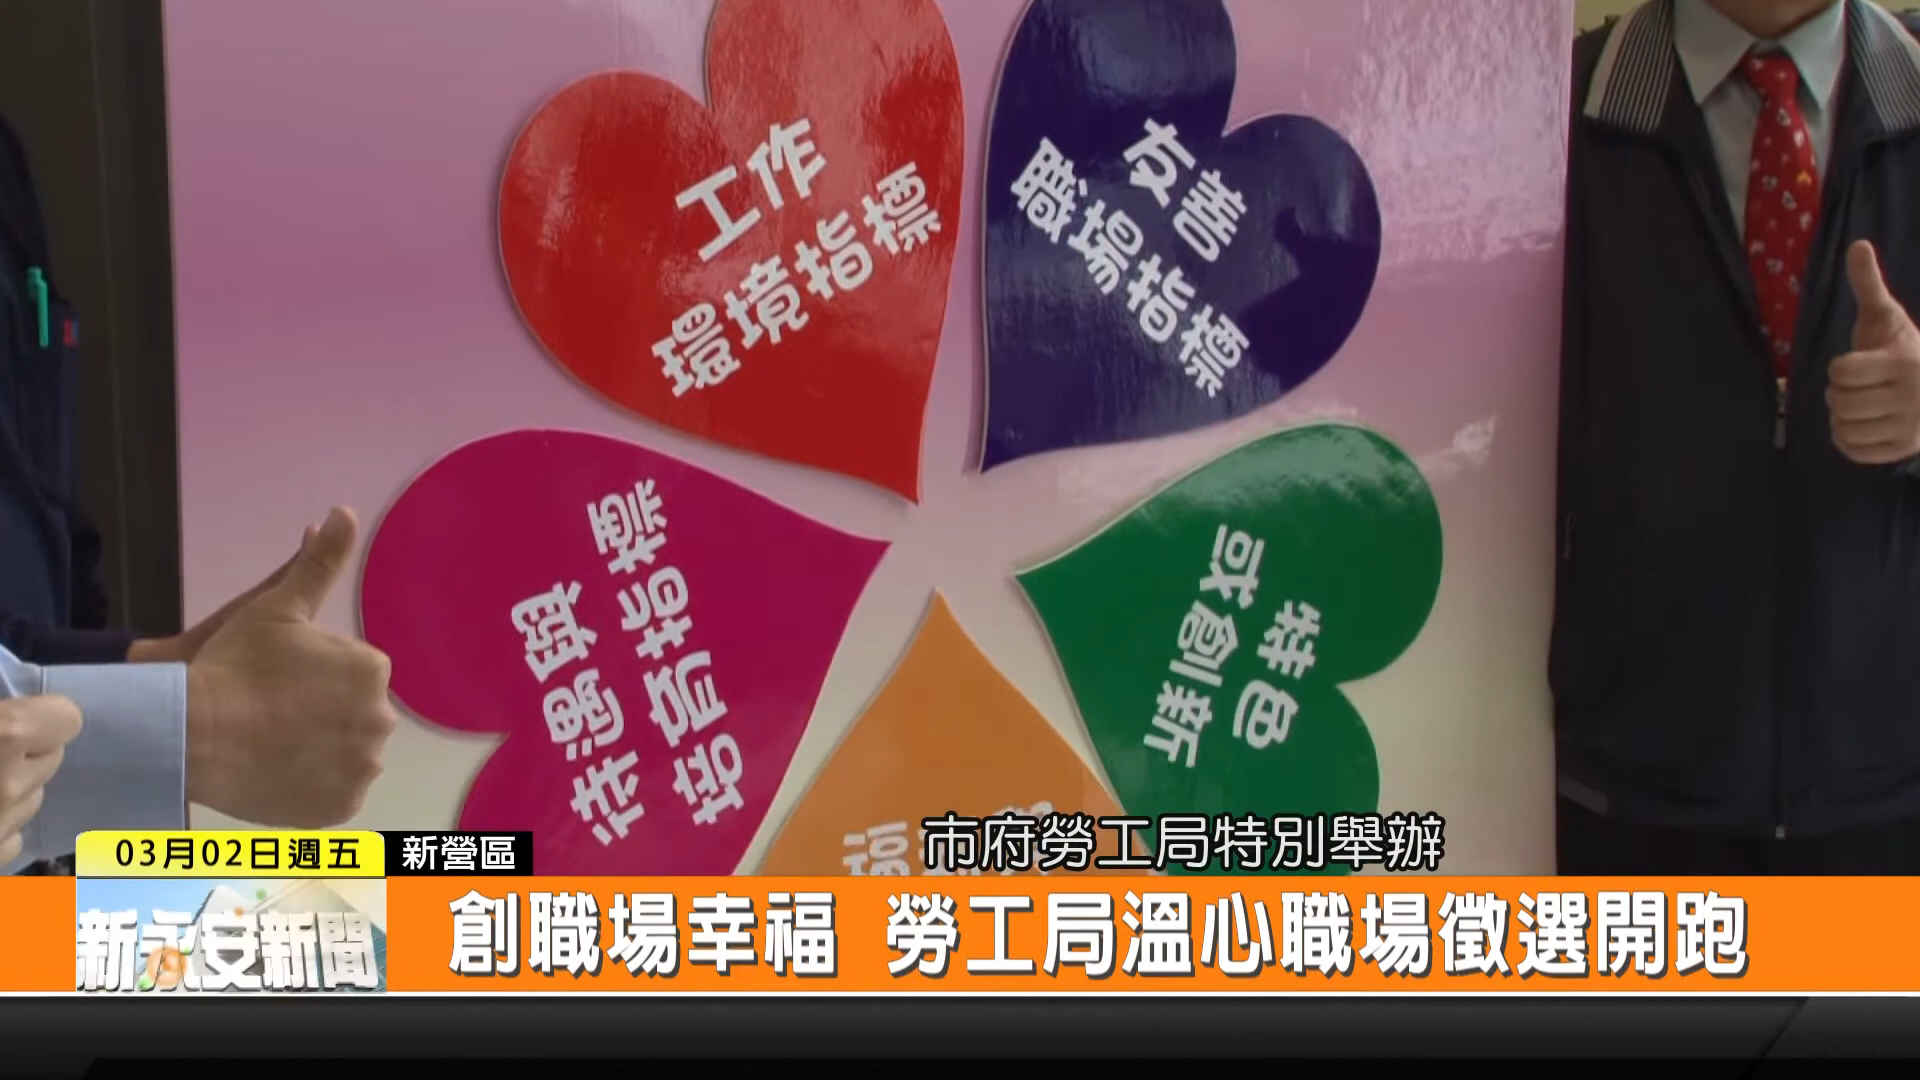 工作
環境指標
友善
職場指標
待遇與
培育指標
特色
或創新
福
市府勞工局特別舉辦
03月02日週五
新營區
新永安新聞
創職場幸福 勞工局溫心職場徵選開跑